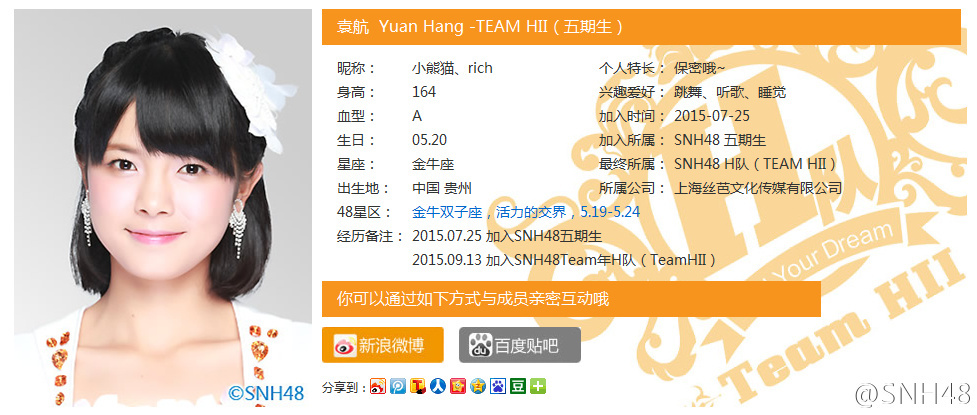 袁航 Yuan Hang -TEAM HII（五期生）
昵称： 小熊猫、rich 个人特长： 保密哦~
身高： 164 兴趣爱好： 跳舞、听歌、睡觉
血型： A 加入时间： 2015-07-25
生日： 05.20 加入所属： SNH48 五期生
星座： 金牛座 最终所属： SNH48 H队（TEAM HII）
出生地： 中国 贵州 所属公司： 上海丝芭文化传媒有限公司
48星区： 金牛双子座，活力的交界，5.19-5.24
经历备注： 2015.07.25 加入SNH48五期生
2015.09.13 加入SNH48Team年H队（TeamHII）
你可以通过如下方式与成员亲密互动哦
新浪微博 du 百度贴吧
分享到：
©SNH48
H队
Your Dream
Team HII
@SNH48